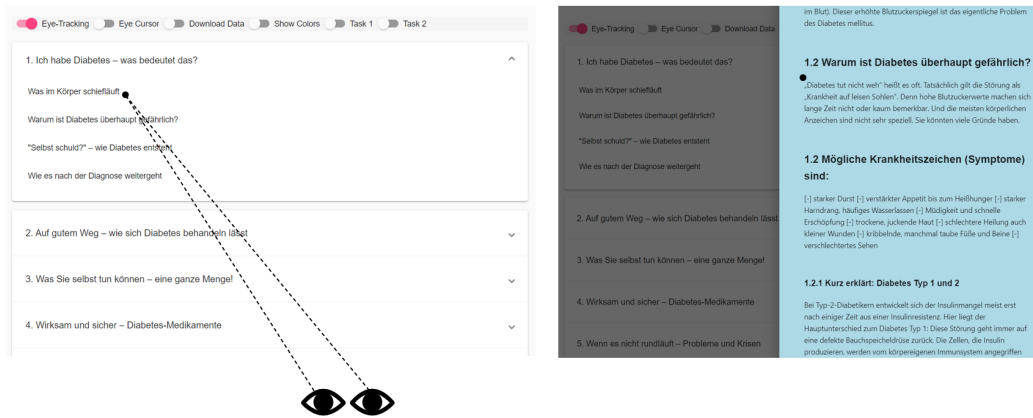 Eye-Tracking Eye Cursor Download Data Show Colors Task 1 Task 2
1. Ich habe Diabetes – was bedeutet das?
Was im Körper schiefläuft
Warum ist Diabetes überhaupt gefährlich?
"Selbst schuld?" – wie Diabetes entsteht
Wie es nach der Diagnose weitergeht
2. Auf gutem Weg – wie sich Diabetes behandeln lässt
3. Was Sie selbst tun können – eine ganze Menge!
4. Wirksam und sicher – Diabetes-Medikamente
Eye-Tracking Eye Cursor Download Data
1. Ich habe Diabetes – was bedeutet das?
Was im Körper schiefläuft
Warum ist Diabetes überhaupt gefährlich?
"Selbst schuld?" – wie Diabetes entsteht
Wie es nach der Diagnose weitergeht
2. Auf gutem Weg – wie sich Diabetes behandeln lässt
3. Was Sie selbst tun können – eine ganze Menge!
4. Wirksam und sicher – Diabetes-Medikamente
5. Wenn es nicht rundläuft – Probleme und Krisen
im Blut). Dieser erhöhte Blutzuckerspiegel ist das eigentliche Problem
des Diabetes mellitus.
1.2 Warum ist Diabetes überhaupt gefährlich?
„Diabetes tut nicht weh“ heißt es oft. Tatsächlich gilt die Störung als
„Krankheit auf leisen Sohlen“. Denn hohe Blutzuckerwerte machen sich
lange Zeit nicht oder kaum bemerkbar. Und die meisten körperlichen
Anzeichen sind nicht sehr speziell. Sie könnten viele Gründe haben.
1.2 Mögliche Krankheitszeichen (Symptome)
sind:
[-] starker Durst [-] verstärkter Appetit bis zum Heißhunger [-] starker
Harndrang, häufiges Wasserlassen [-] Müdigkeit und schnelle
Erschöpfung [-] trockene, juckende Haut [-] schlechtere Heilung auch
kleiner Wunden [-] kribbelnde, manchmal taube Füße und Beine [-]
verschlechtertes Sehen
1.2.1 Kurz erklärt: Diabetes Typ 1 und 2
Bei Typ-2-Diabetikern entwickelt sich der Insulinmangel meist erst
nach einiger Zeit aus einer Insulinresistenz. Hier liegt der
Hauptunterschied zum Diabetes Typ 1: Diese Störung geht immer auf
eine defekte Bauchspeicheldrüse zurück. Die Zellen, die Insulin
produzieren, werden vom körpereigenen Immunsystem angegriffen